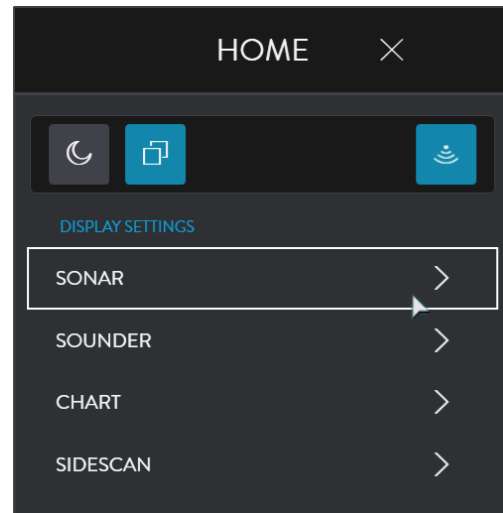 HOME
DISPLAY SETTINGS
SONAR
SOUNDER
CHART
SIDESCAN